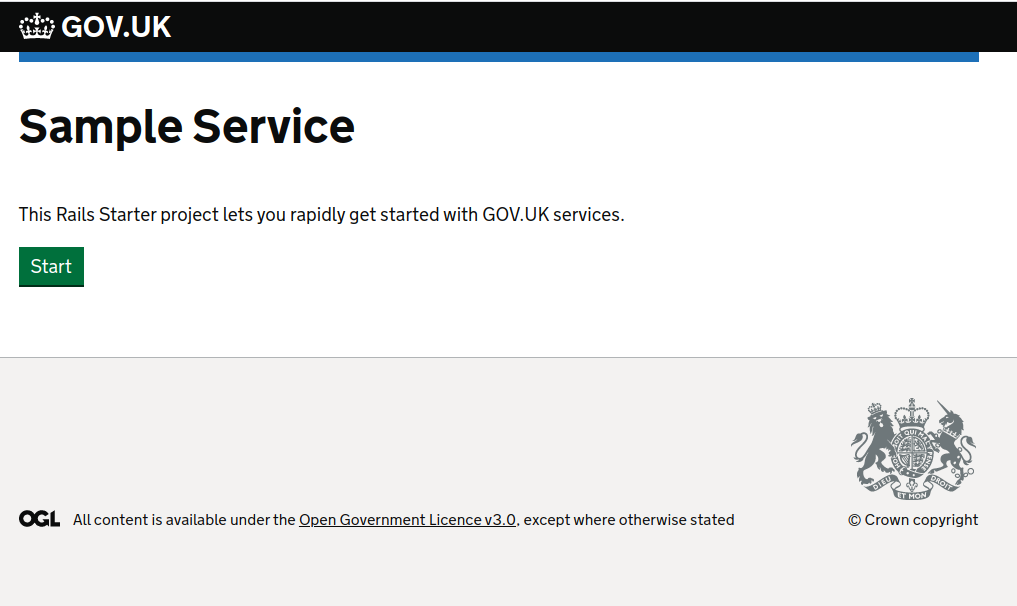 GOV.UK
Sample Service
This Rails Starter project lets you rapidly get started with GOV.UK services.
Start
DIEU ET MON DROIT
OGL All content is available under the Open Government Licence v3.0, except where otherwise stated
© Crown copyright